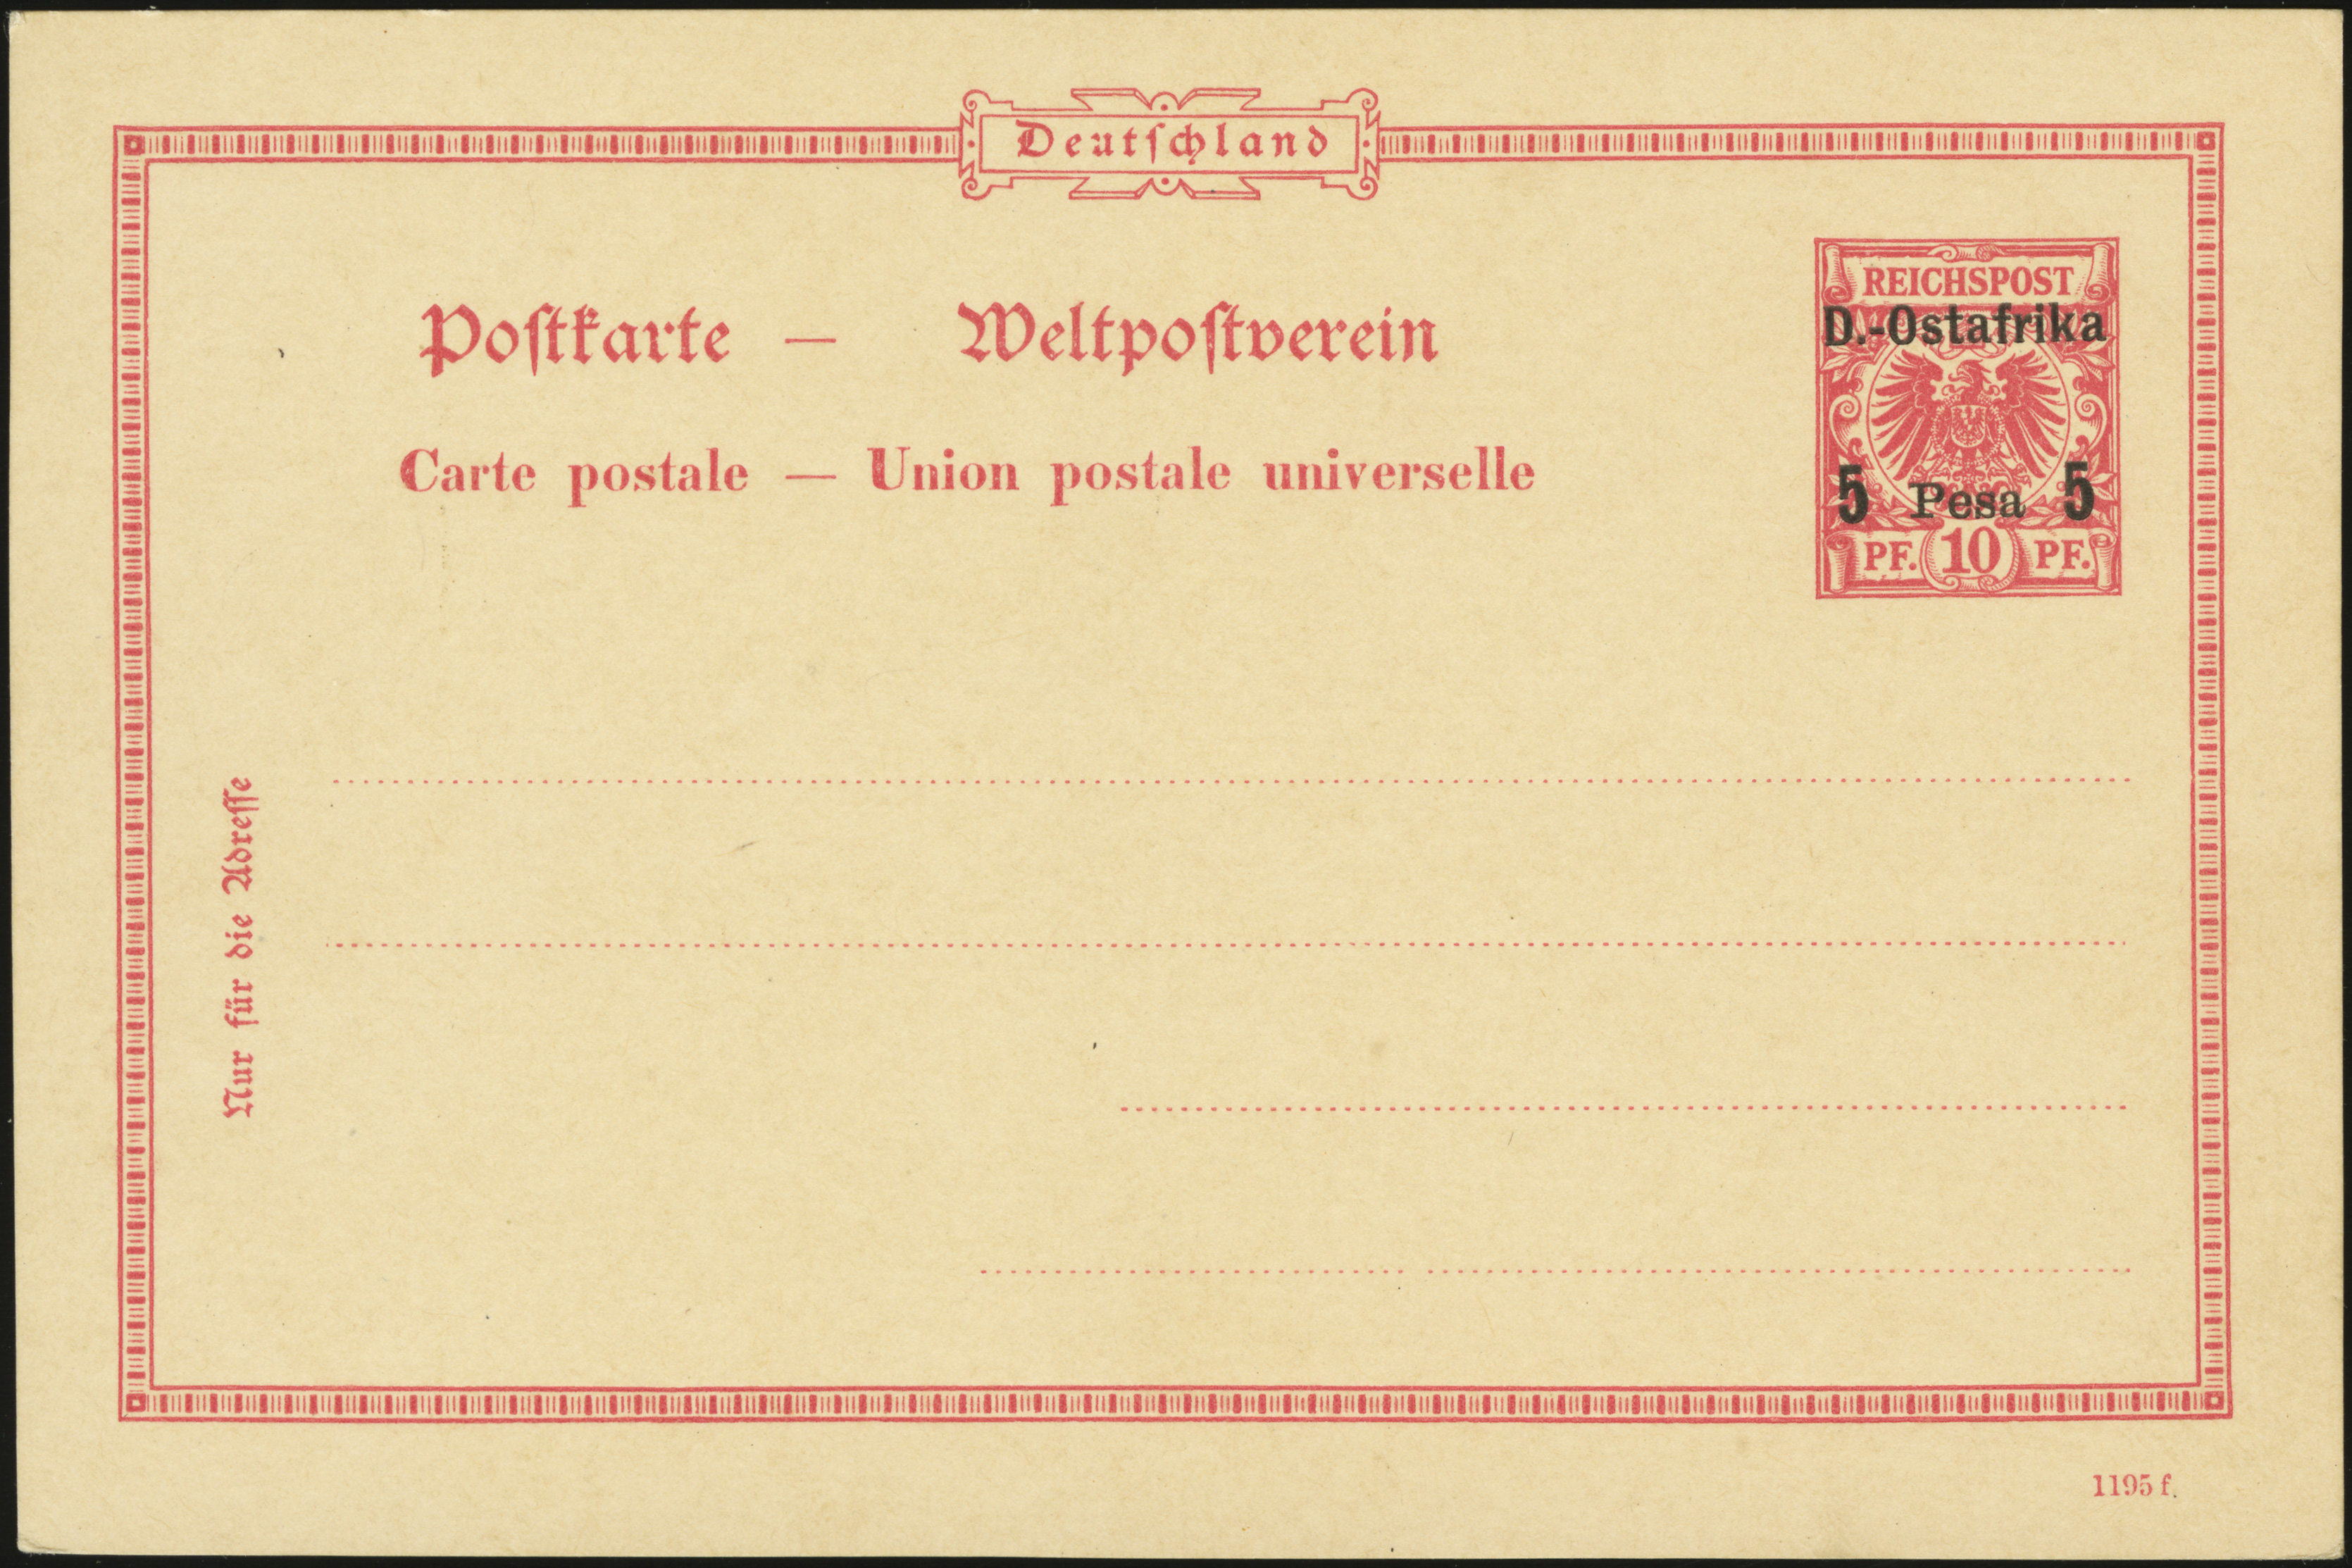 Deutſchland
REICHSPOST
D.-Ostafrika
Poſtkarte — Weltpoſtverein
Carte postale — Union postale universelle
5 Pesa 5
PF. 10 PF.
Nur für die Adreſſe
1195 f.